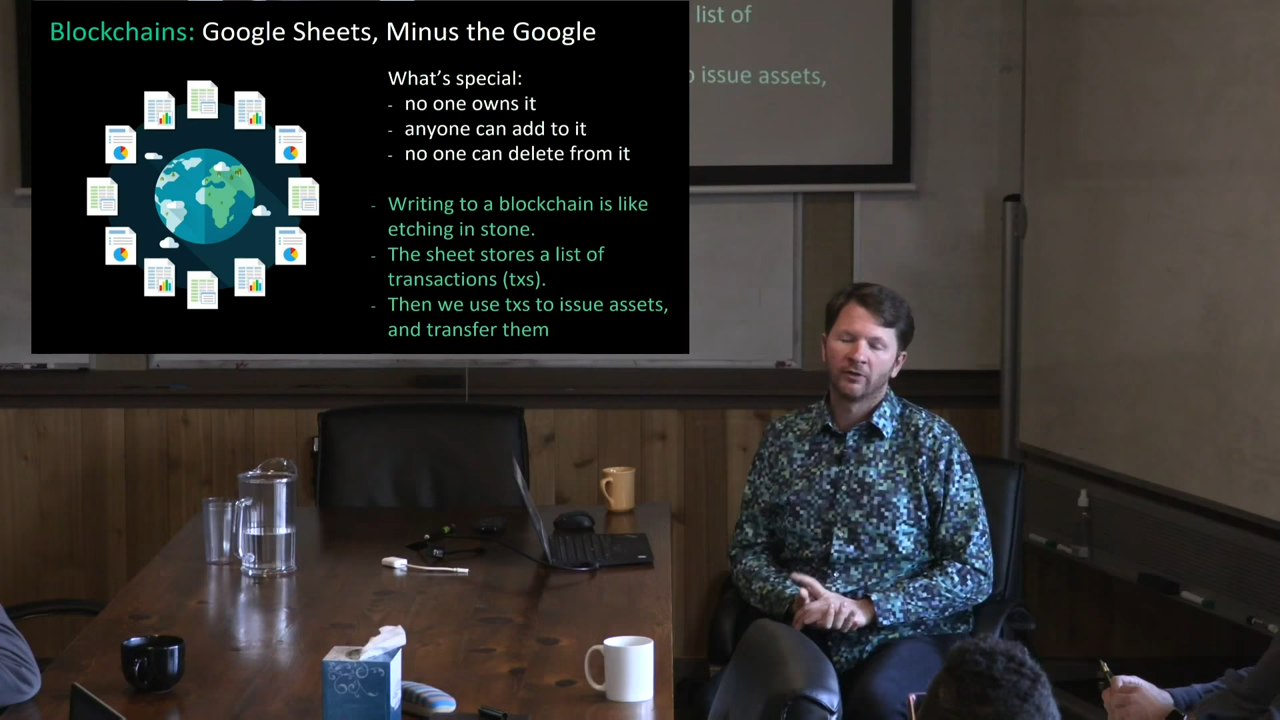 Blockchains: Google Sheets, Minus the Google
What's special:
- no one owns it
- anyone can add to it
- no one can delete from it
- Writing to a blockchain is like
etching in stone.
- The sheet stores a list of
transactions (txs).
- Then we use txs to issue assets,
and transfer them
list of
issue assets,